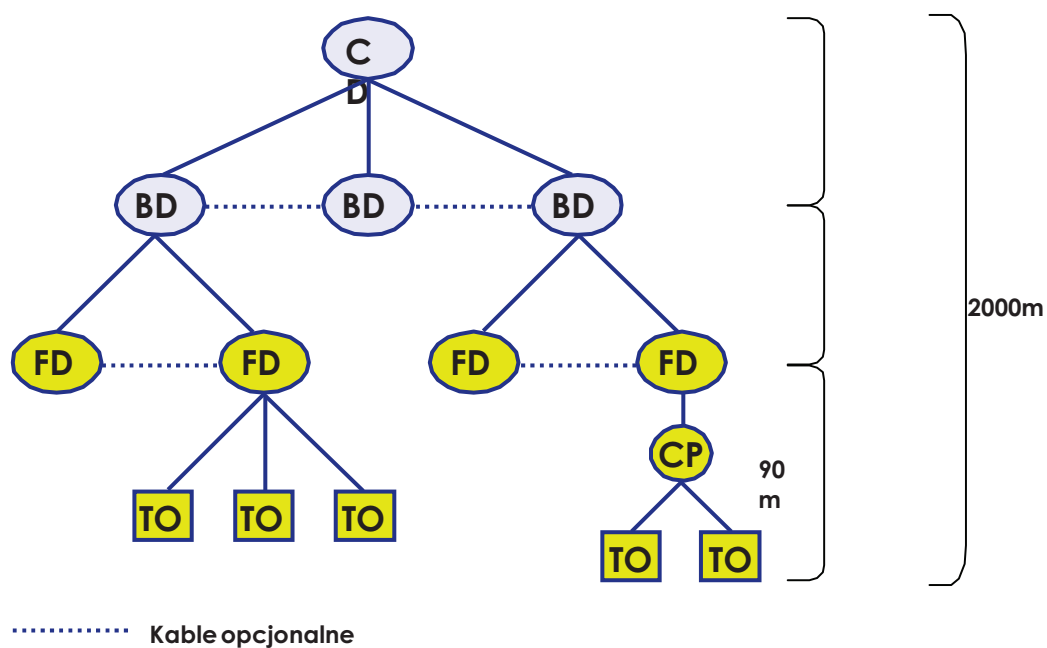 C
D
BD BD BD
2000m
FD FD FD FD
CP
90
m
TO TO TO
TO TO
Kable opcjonalne